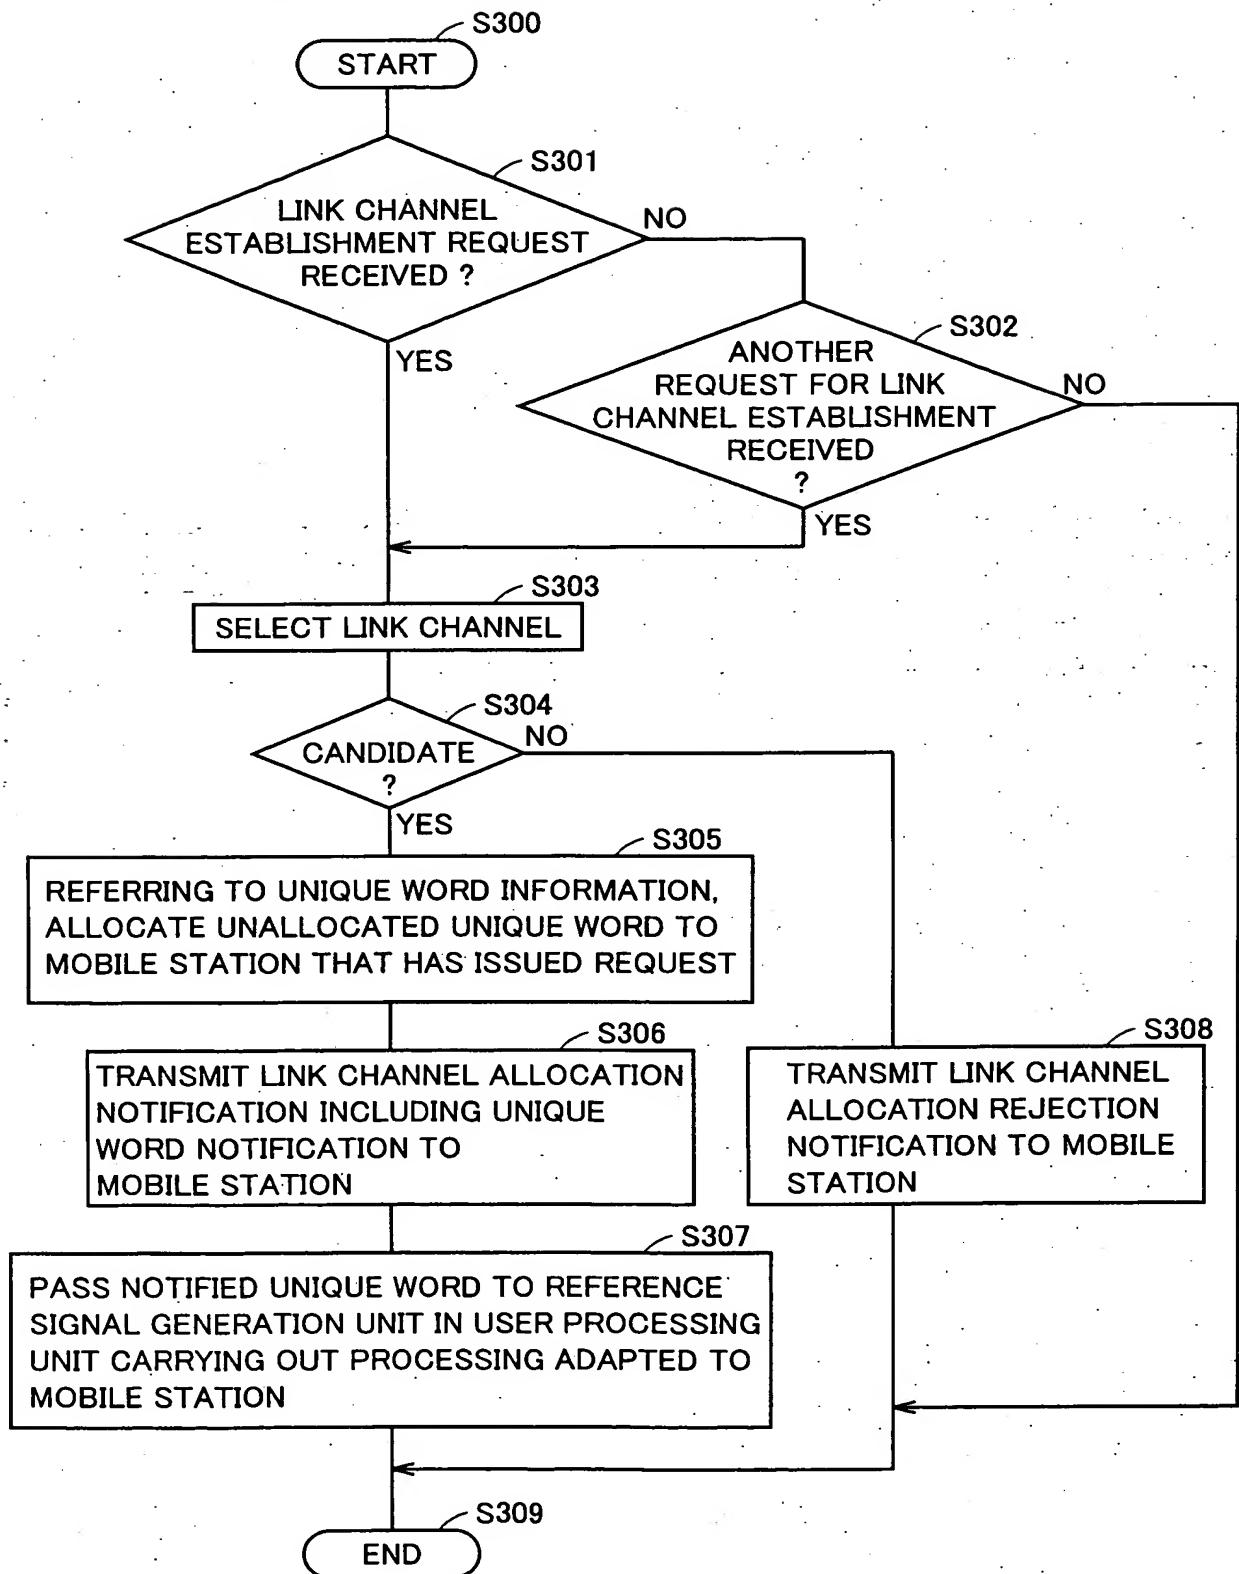 S300
START
S301
LINK CHANNEL
ESTABLISHMENT REQUEST
RECEIVED ?
NO
YES
S302
ANOTHER
REQUEST FOR LINK
CHANNEL ESTABLISHMENT
RECEIVED
?
NO
YES
S303
SELECT LINK CHANNEL
S304
CANDIDATE
?
NO
YES
S305
REFERRING TO UNIQUE WORD INFORMATION,
ALLOCATE UNALLOCATED UNIQUE WORD TO
MOBILE STATION THAT HAS ISSUED REQUEST
S306
TRANSMIT LINK CHANNEL ALLOCATION
NOTIFICATION INCLUDING UNIQUE
WORD NOTIFICATION TO
MOBILE STATION
S308
TRANSMIT LINK CHANNEL
ALLOCATION REJECTION
NOTIFICATION TO MOBILE
STATION
S307
PASS NOTIFIED UNIQUE WORD TO REFERENCE
SIGNAL GENERATION UNIT IN USER PROCESSING
UNIT CARRYING OUT PROCESSING ADAPTED TO
MOBILE STATION
S309
END